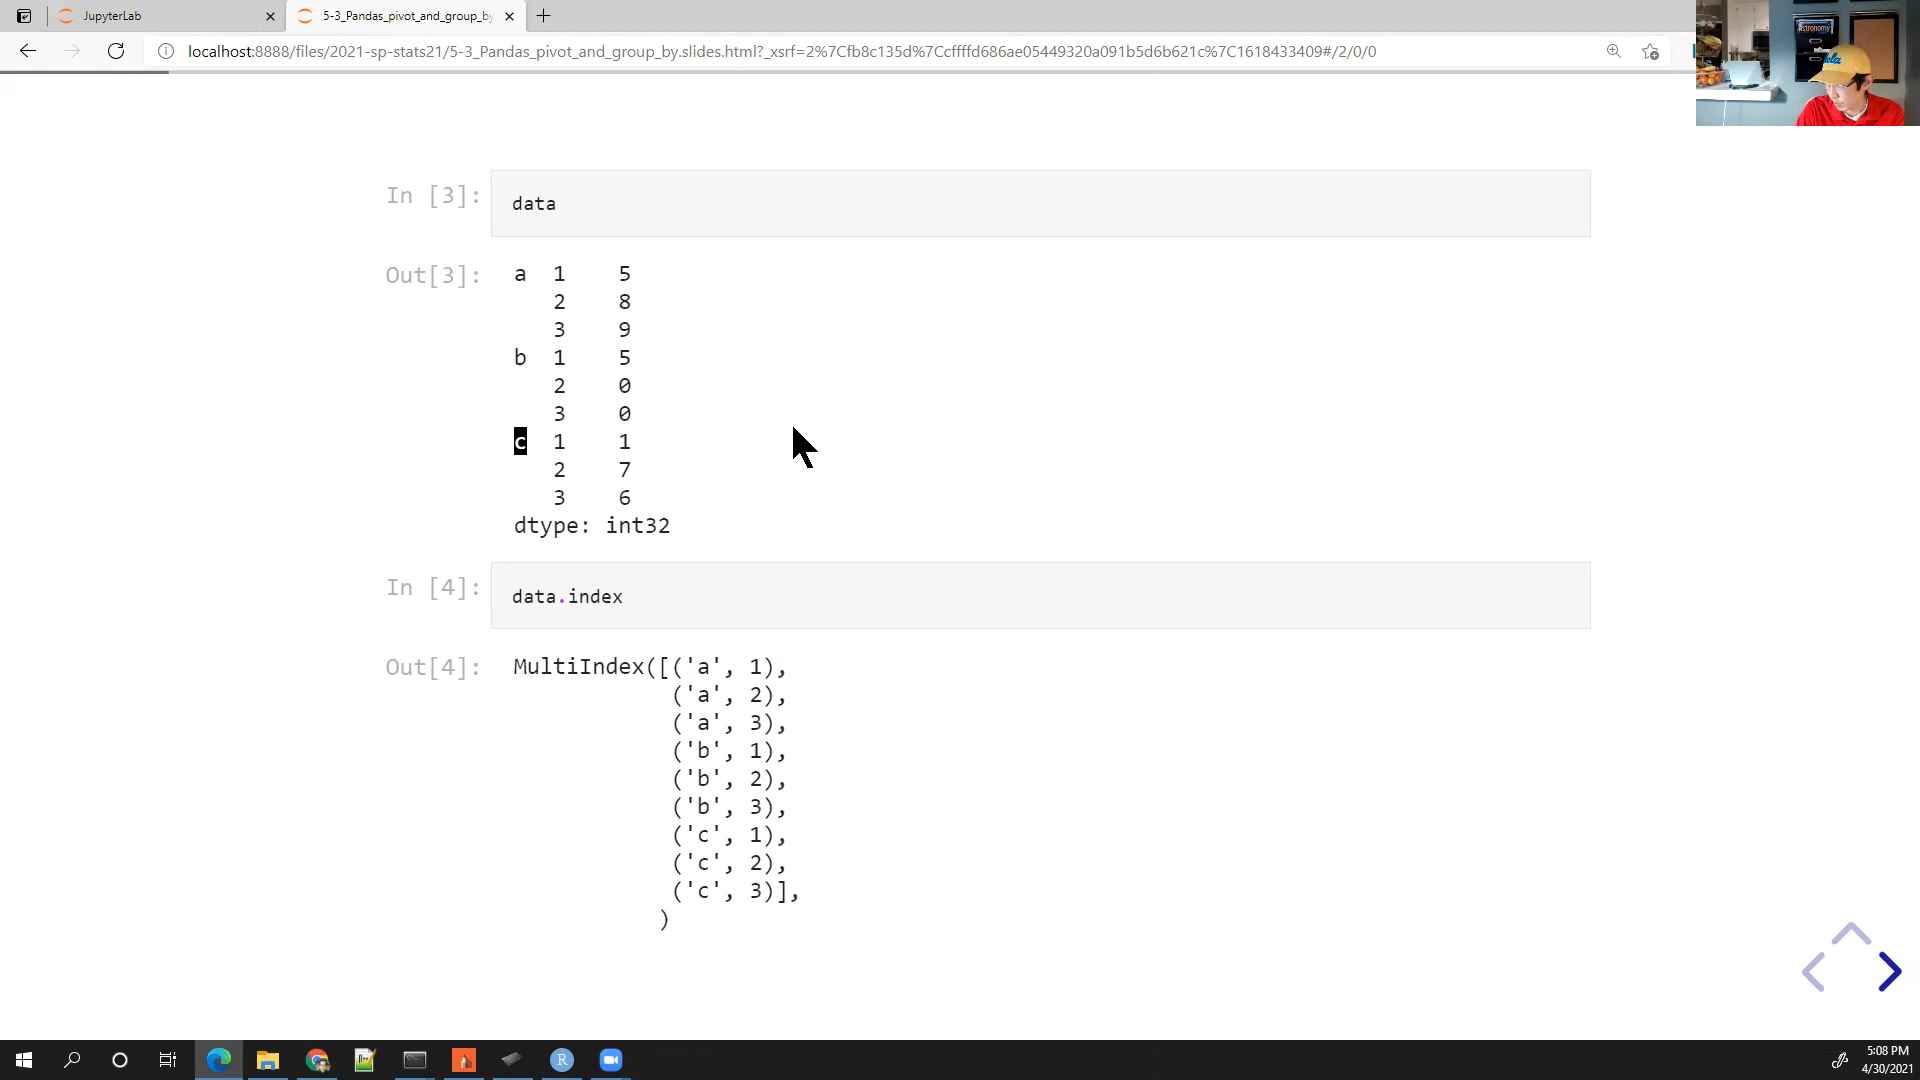 JupyterLab
5-3_Pandas_pivot_and_group_by
localhost:8888/files/2021-sp-stats21/5-3_Pandas_pivot_and_group_by.slides.html?_xsrf=2%7Cfb8c135d%7Ccffffd686ae05449320a091b5d6b621c%7C1618433409#/2/0/0
Astronomy
In [3]:
data
Out[3]:
a 1 5
2 8
3 9
b 1 5
2 0
3 0
c 1 1
2 7
3 6
dtype: int32
In [4]:
data.index
Out[4]:
MultiIndex([('a', 1),
('a', 2),
('a', 3),
('b', 1),
('b', 2),
('b', 3),
('c', 1),
('c', 2),
('c', 3)],
)
R
5:08 PM
4/30/2021